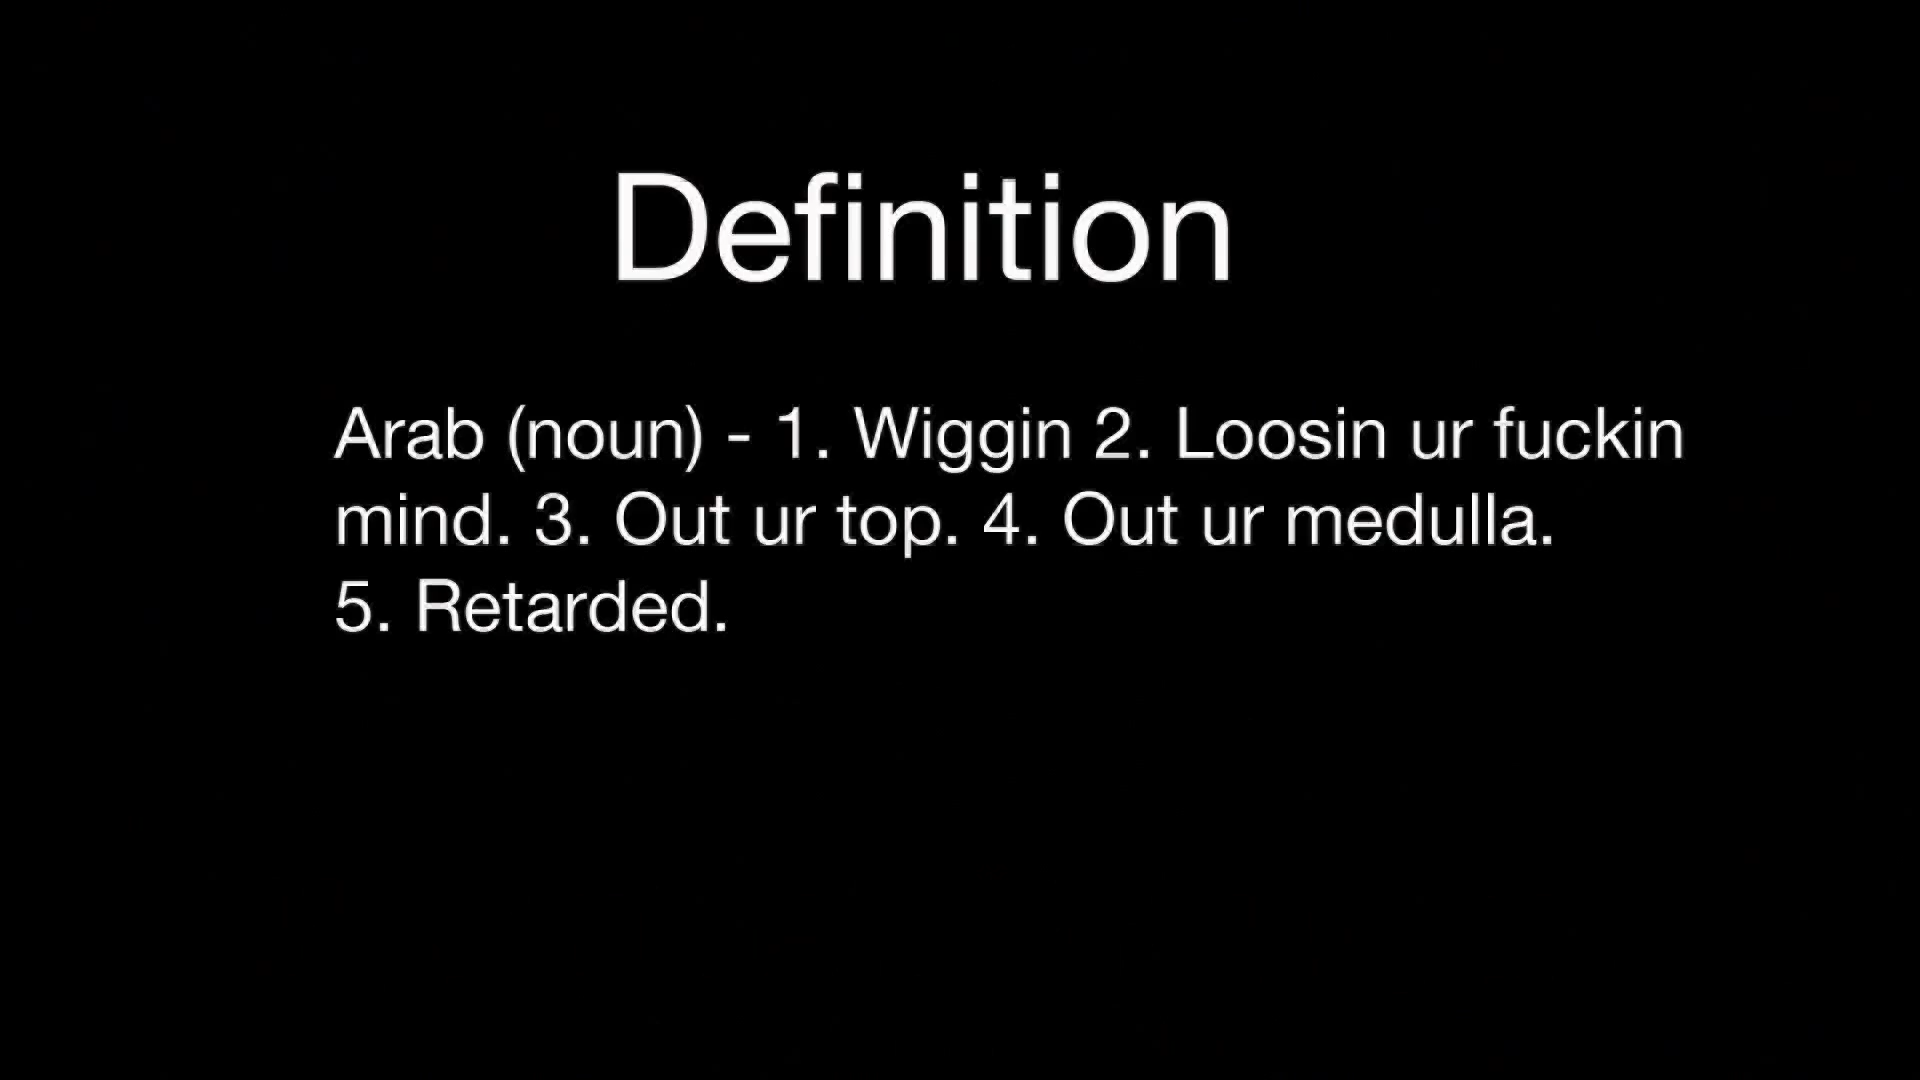 Definition
Arab (noun) - 1. Wiggin 2. Loosin ur fuckin
mind. 3. Out ur top. 4. Out ur medulla.
5. Retarded.